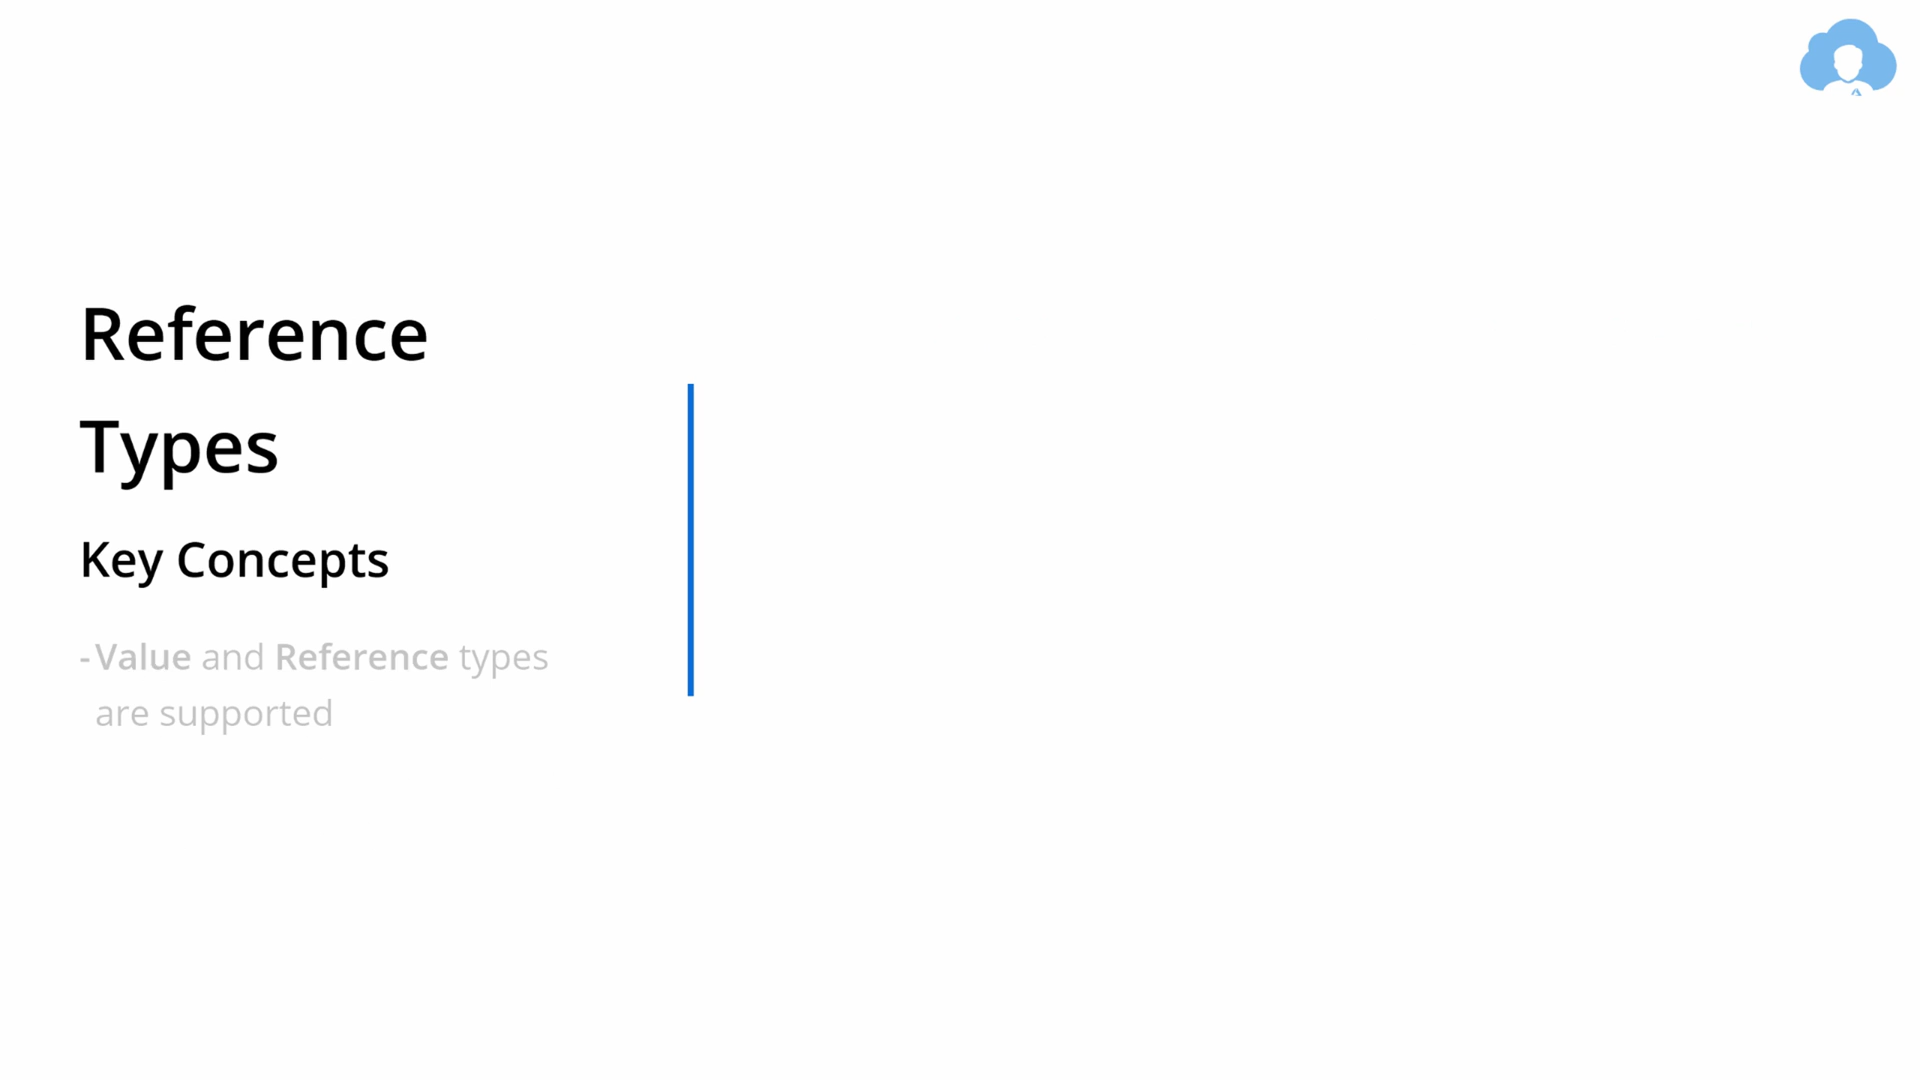 Reference
Types
Key Concepts
- Value and Reference types
are supported